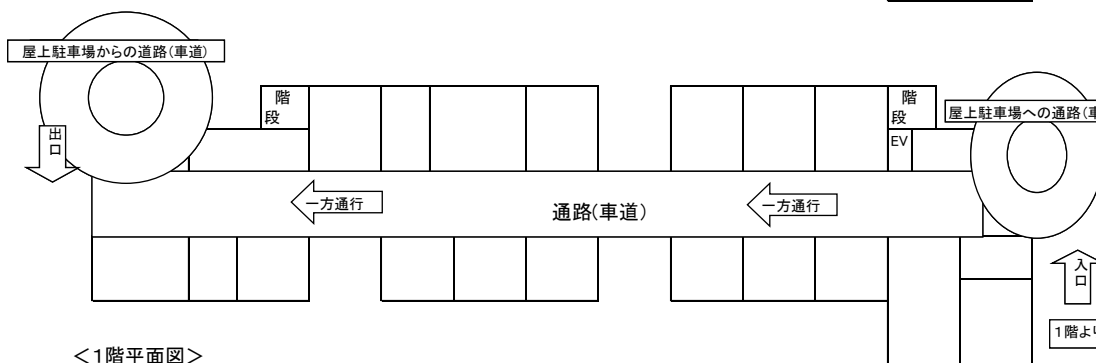 屋上駐車場からの道路(車道)
階
段
階
段
屋上駐車場への通路(車
出
口
EV
一方通行
一方通行
通路(車道)
入
口
1階より
<1階平面図>